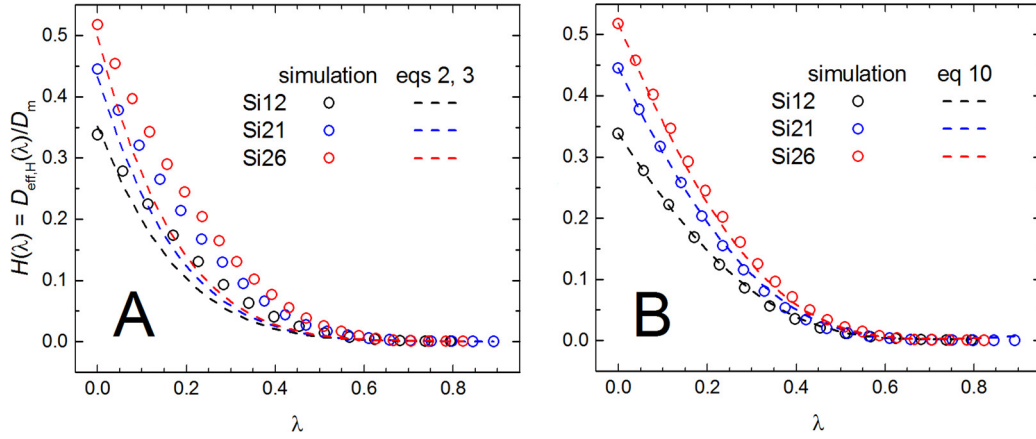 simulation eqs 2, 3
Si12
Si21
Si26
A
H(λ) = D_eff,H(λ)/D_m
0.5
0.4
0.3
0.2
0.1
0.0
0.0 0.2 0.4 0.6 0.8
λ
simulation eq 10
Si12
Si21
Si26
B
0.5
0.4
0.3
0.2
0.1
0.0
0.0 0.2 0.4 0.6 0.8
λ